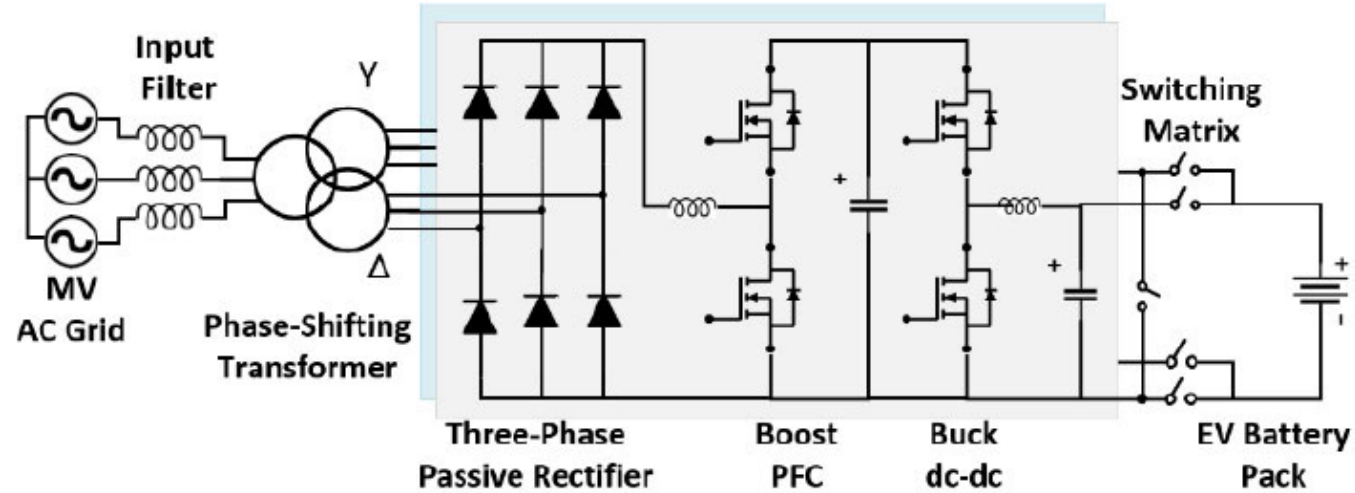 Input
Filter
Y
Δ
MV
AC Grid
Phase-Shifting
Transformer
Three-Phase
Passive Rectifier
+
Boost
PFC
+
Buck
dc-dc
Switching
Matrix
+
-
EV Battery
Pack